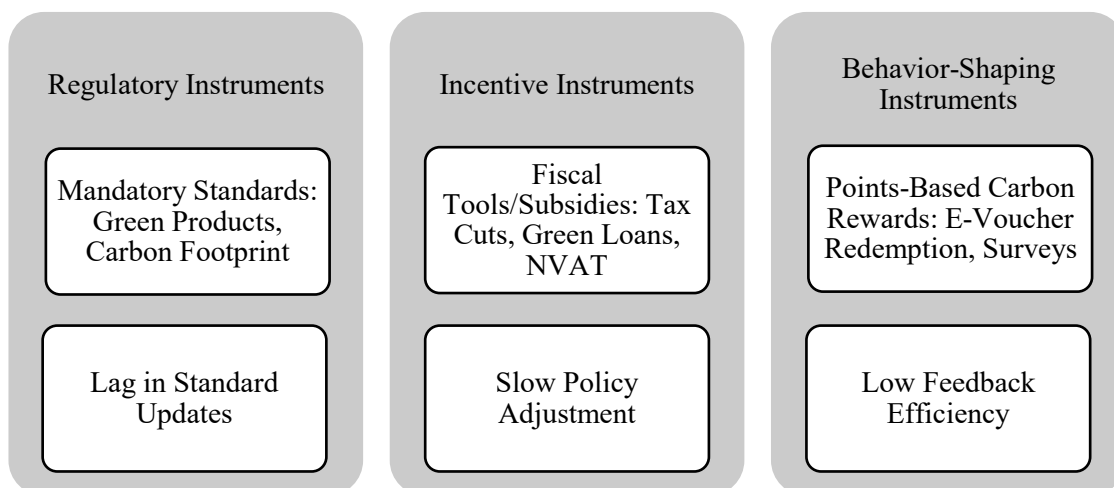 Regulatory Instruments
Mandatory Standards:
Green Products,
Carbon Footprint
Lag in Standard
Updates
Incentive Instruments
Fiscal
Tools/Subsidies: Tax
Cuts, Green Loans,
NVAT
Slow Policy
Adjustment
Behavior-Shaping
Instruments
Points-Based Carbon
Rewards: E-Voucher
Redemption, Surveys
Low Feedback
Efficiency